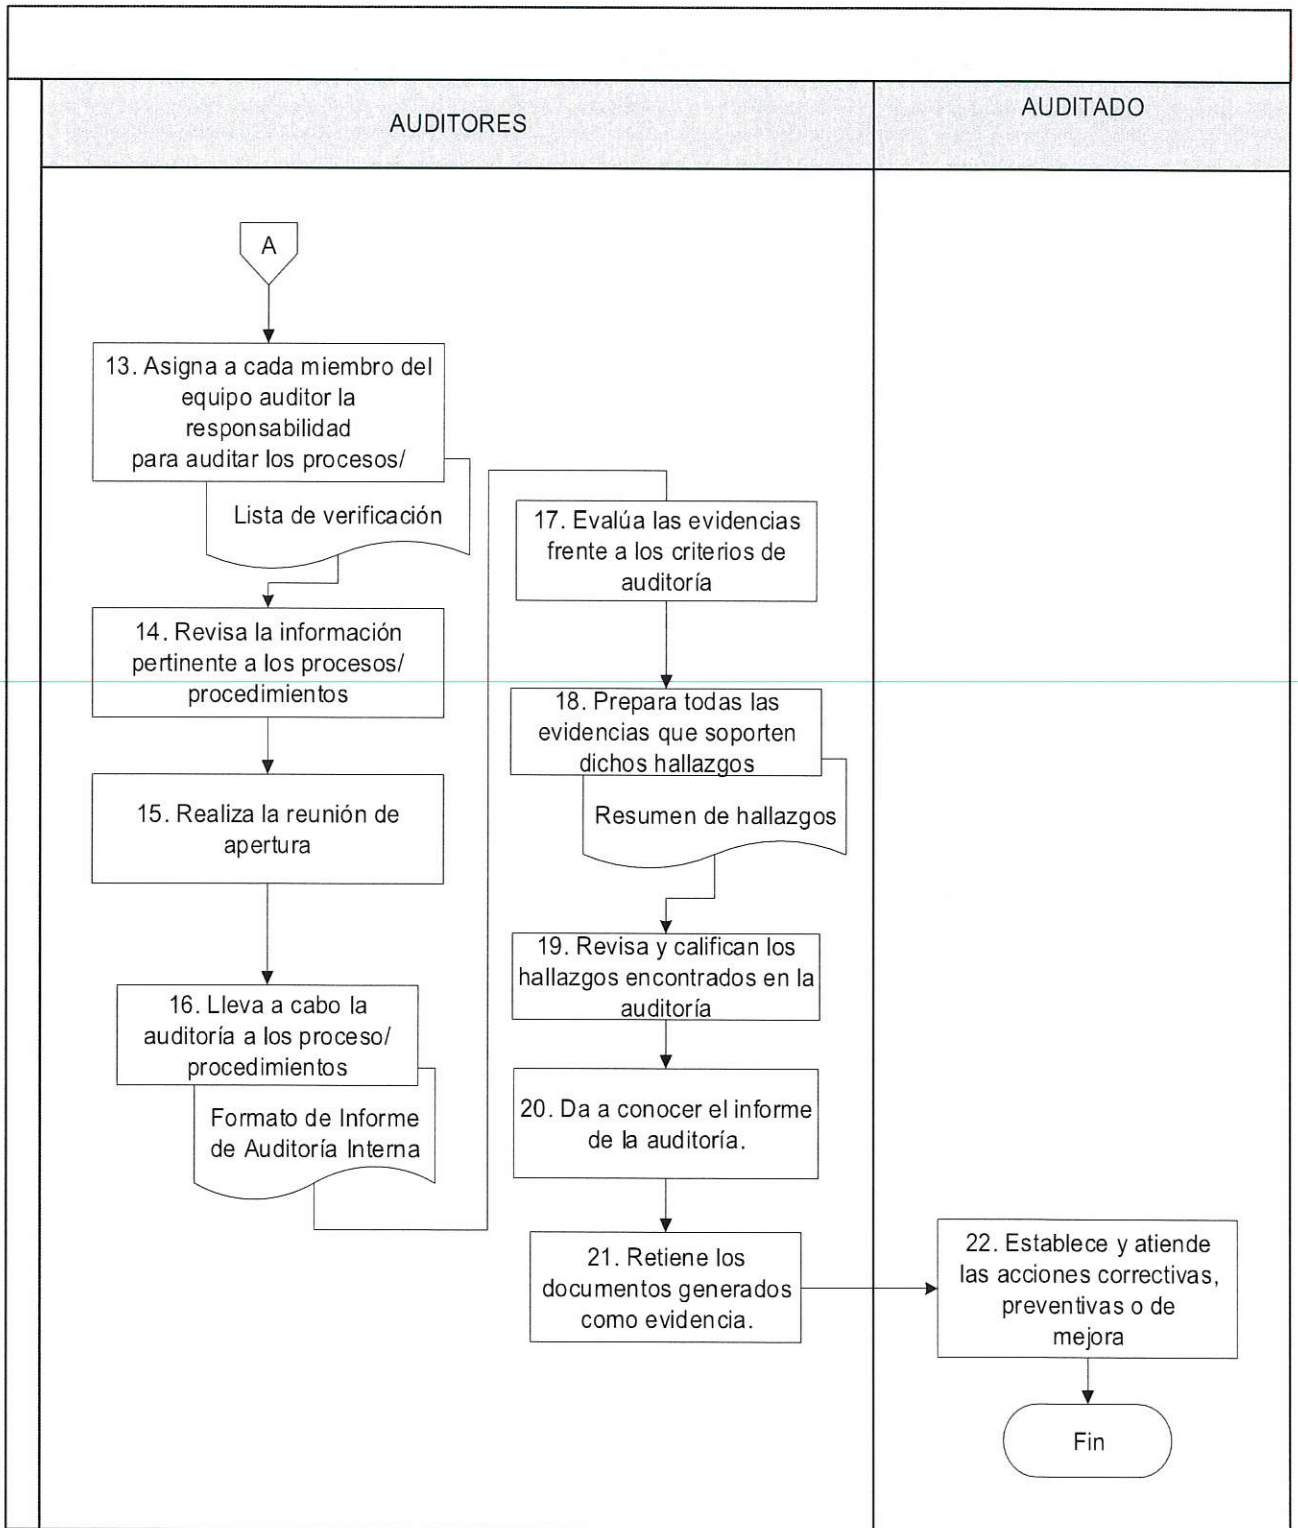 AUDITORES
AUDITADO
A
13. Asigna a cada miembro del
equipo auditor la
responsabilidad
para auditar los procesos/
Lista de verificación
14. Revisa la información
pertinente a los procesos/
procedimientos
15. Realiza la reunión de
apertura
16. Lleva a cabo la
auditoría a los proceso/
procedimientos
Formato de Informe
de Auditoría Interna
17. Evalúa las evidencias
frente a los criterios de
auditoría
18. Prepara todas las
evidencias que soporten
dichos hallazgos
Resumen de hallazgos
19. Revisa y califican los
hallazgos encontrados en la
auditoría
20. Da a conocer el informe
de la auditoría.
21. Retiene los
documentos generados
como evidencia.
22. Establece y atiende
las acciones correctivas,
preventivas o de
mejora
Fin